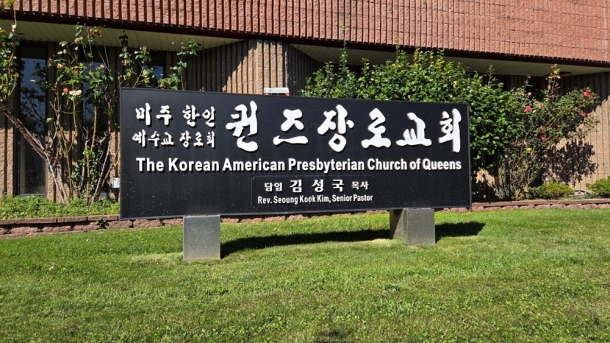 미주 한인
예수교 장로회
퀸즈장로교회
The Korean American Presbyterian Church of Queens
담임 김성국 목사
Rev. Seoung Kook Kim, Senior Pastor